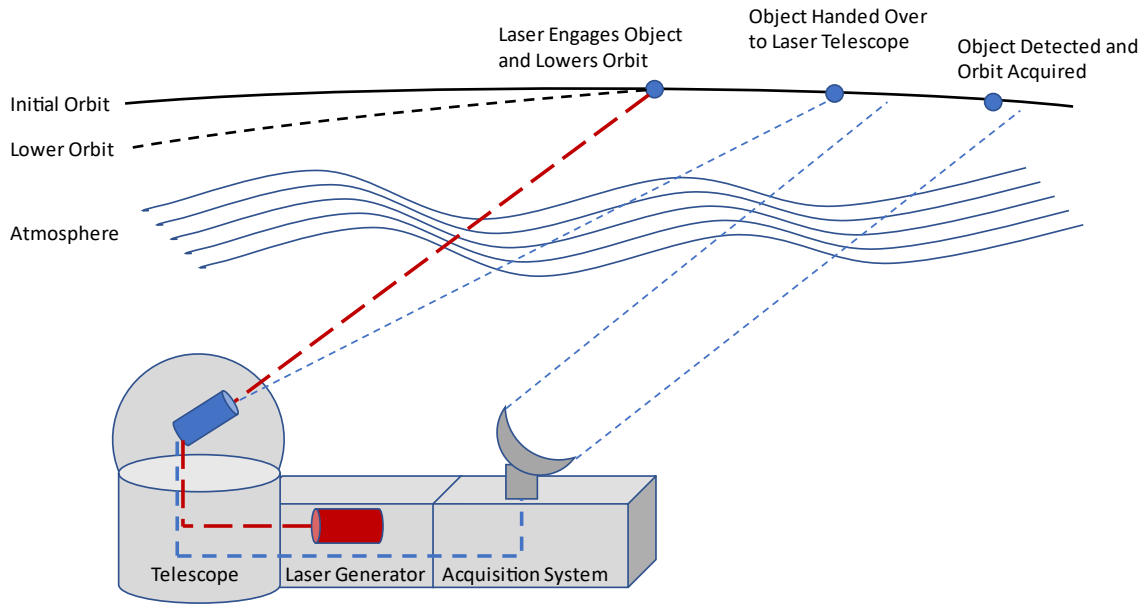 Object Handed Over
to Laser Telescope
Laser Engages Object
and Lowers Orbit
Object Detected and
Orbit Acquired
Initial Orbit
Lower Orbit
Atmosphere
Telescope
Laser Generator
Acquisition System